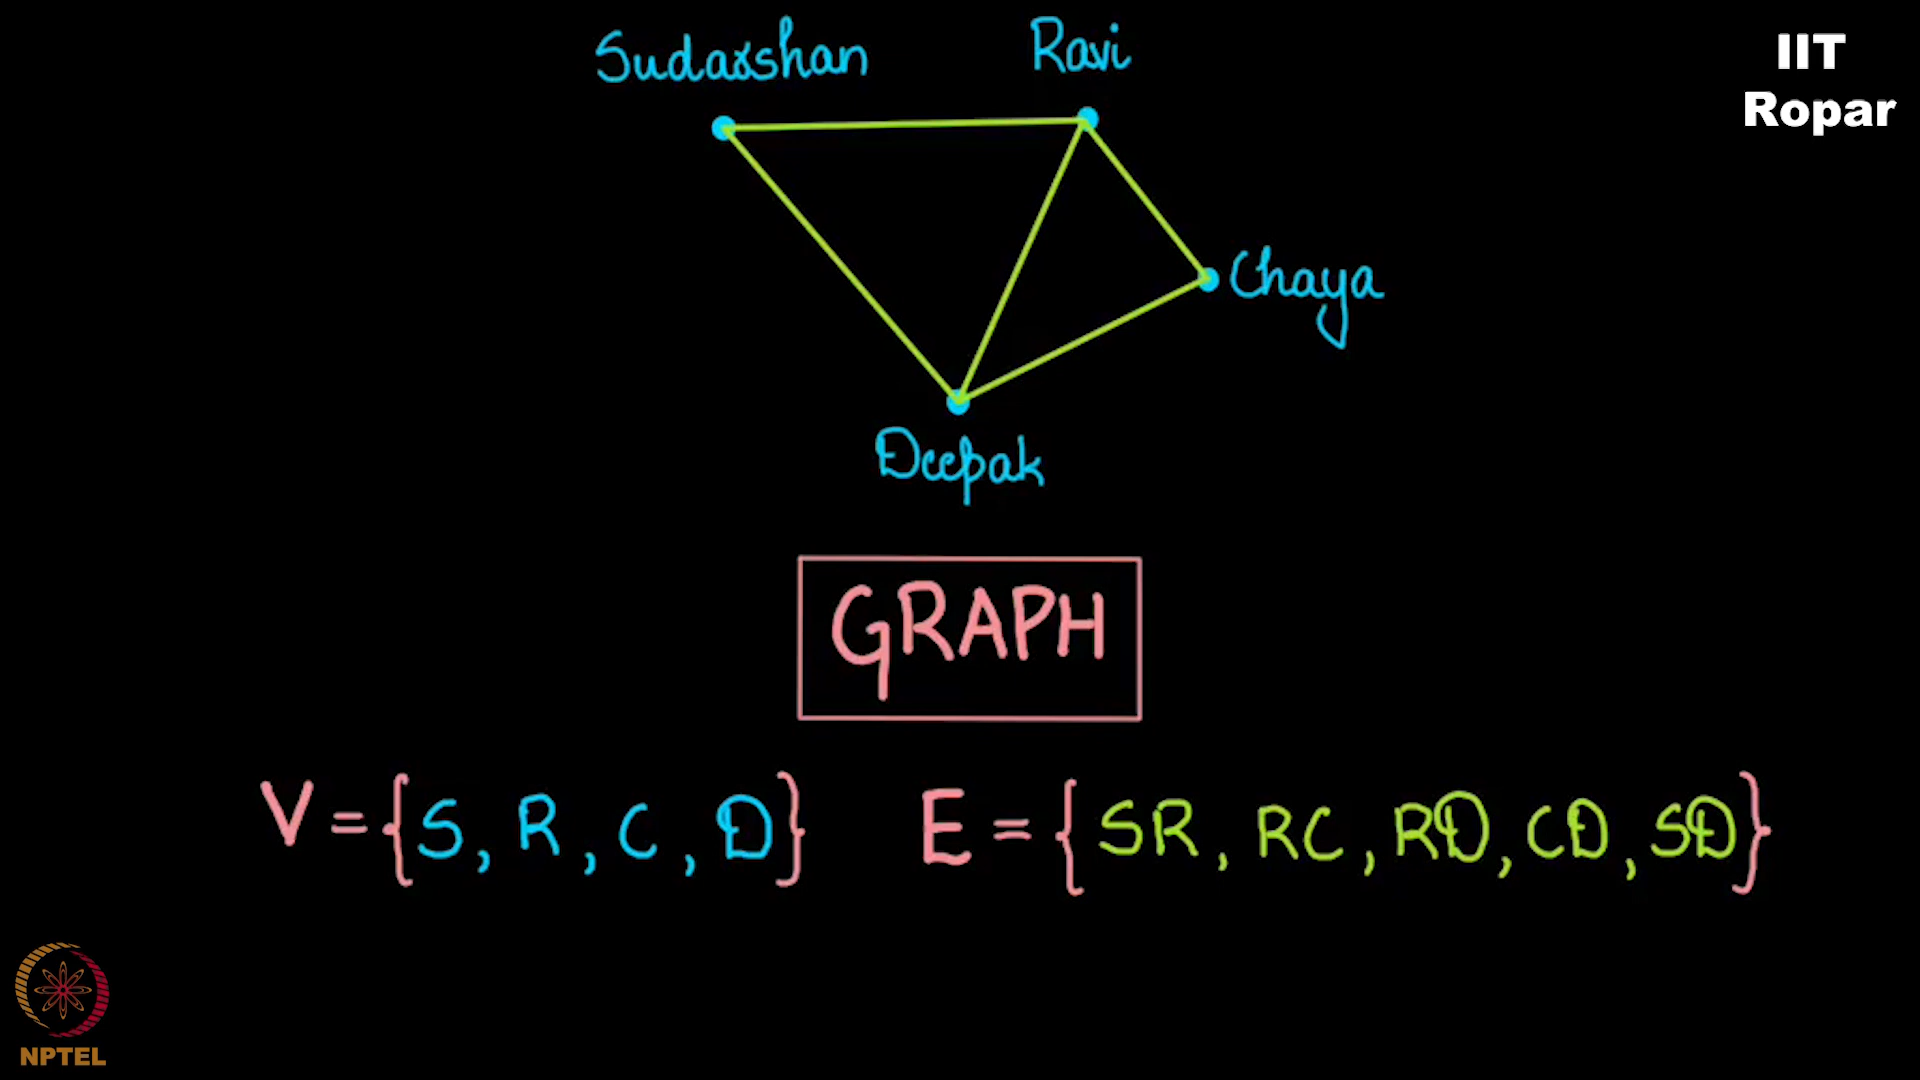 Sudarshan
Ravi
IIT
Ropar
Chaya
Deepak
GRAPH
V = {S, R, C, D} E = {SR, RC, RD, CD, SD}
NPTEL